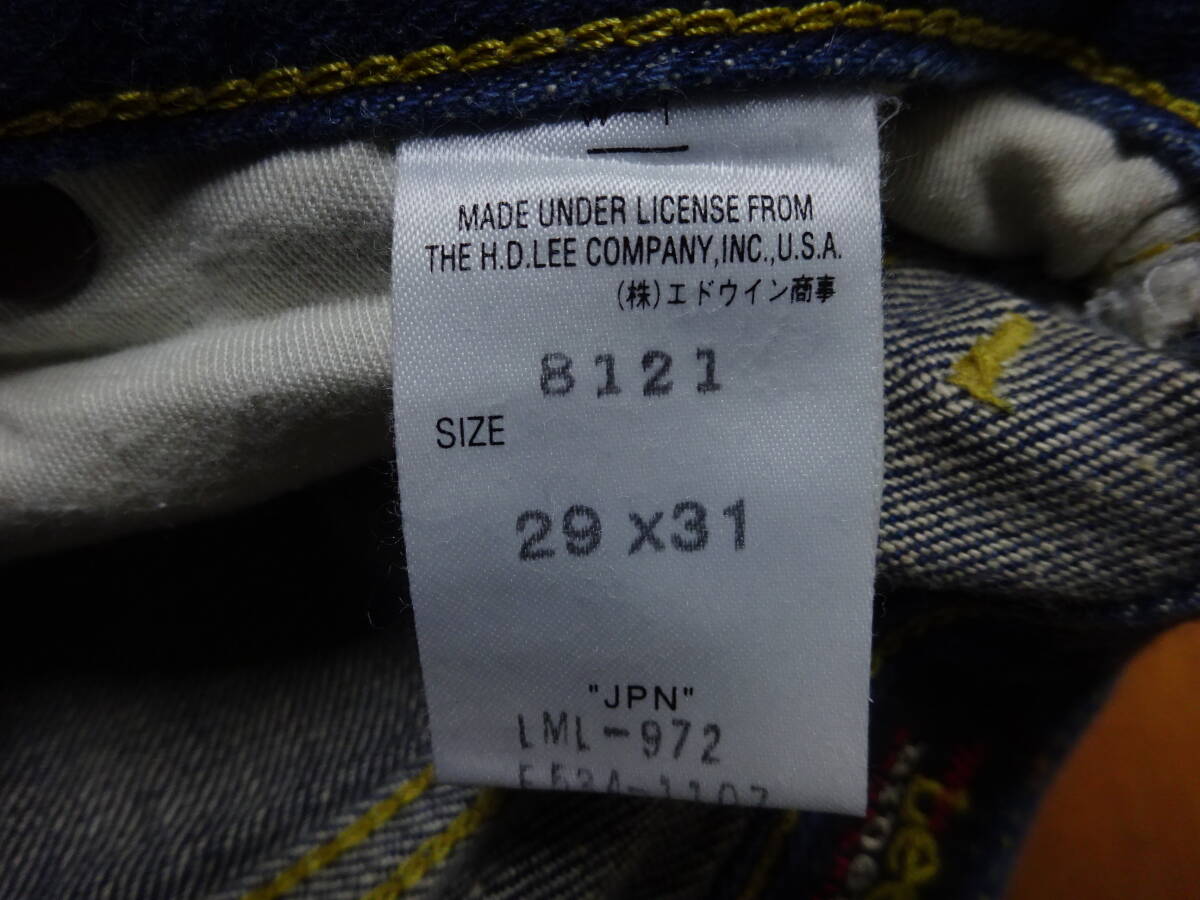 MADE UNDER LICENSE FROM
THE H.D.LEE COMPANY,INC.,U.S.A.
(株)エドウイン商事
8121
SIZE
29 x31
"JPN"
LML-972